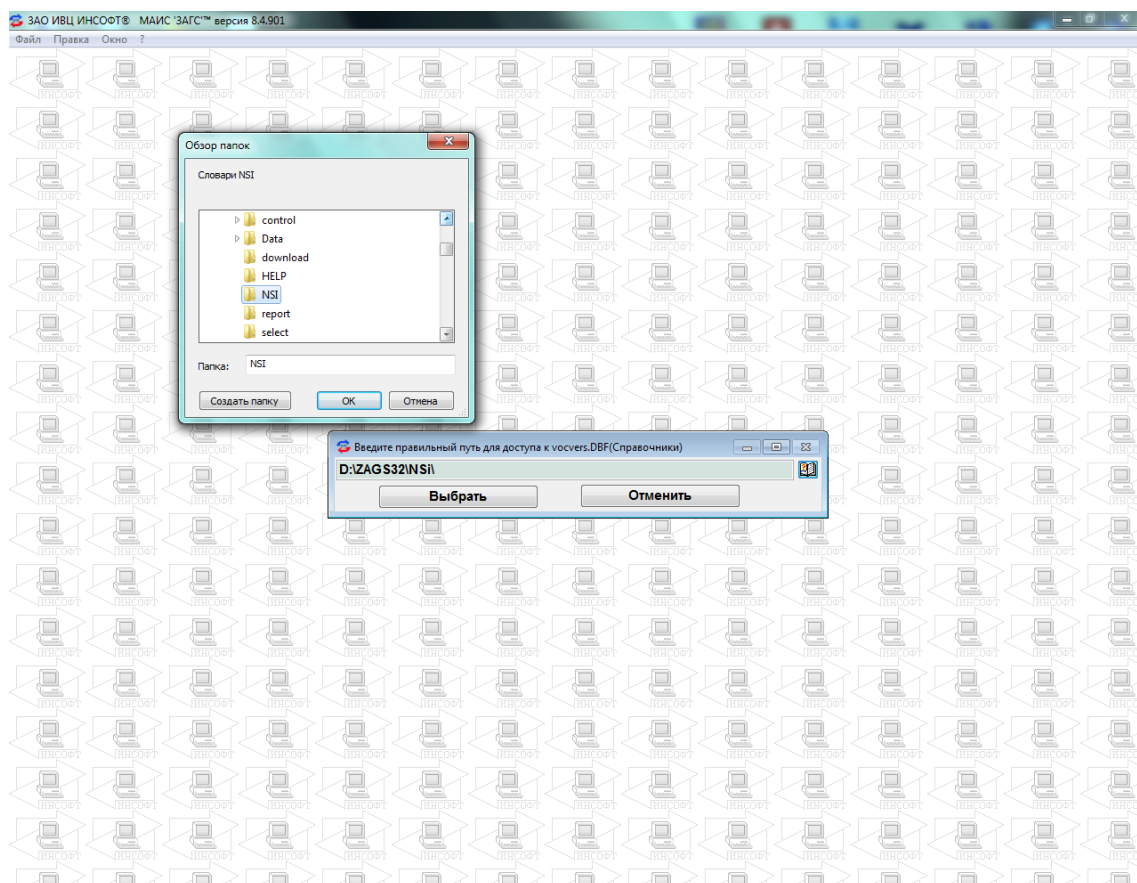 ЗАО ИВЦ ИНСОФТ® МАИС 'ЗАГС'™ версия 8.4.901
Файл Правка Окно ?
Обзор папок
Словари NSI
control
Data
download
HELP
NSI
report
select
Папка: NSI
Создать папку ОК Отмена
Введите правильный путь для доступа к vocvers.DBF(Справочники)
D:\ZAGS32\NSi\
Выбрать Отменить
ИНСОФТ